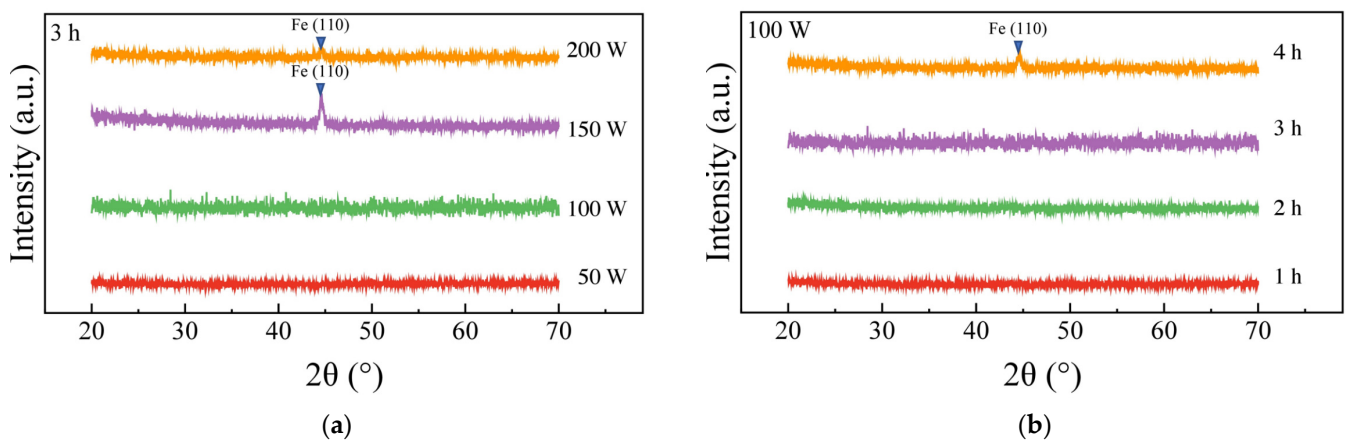 3 h
Fe (110)
200 W
Fe (110)
150 W
100 W
50 W
Intensity (a.u.)
20 30 40 50 60 70
2θ (°)
(a)
100 W
Fe (110)
4 h
3 h
2 h
1 h
Intensity (a.u.)
20 30 40 50 60 70
2θ (°)
(b)